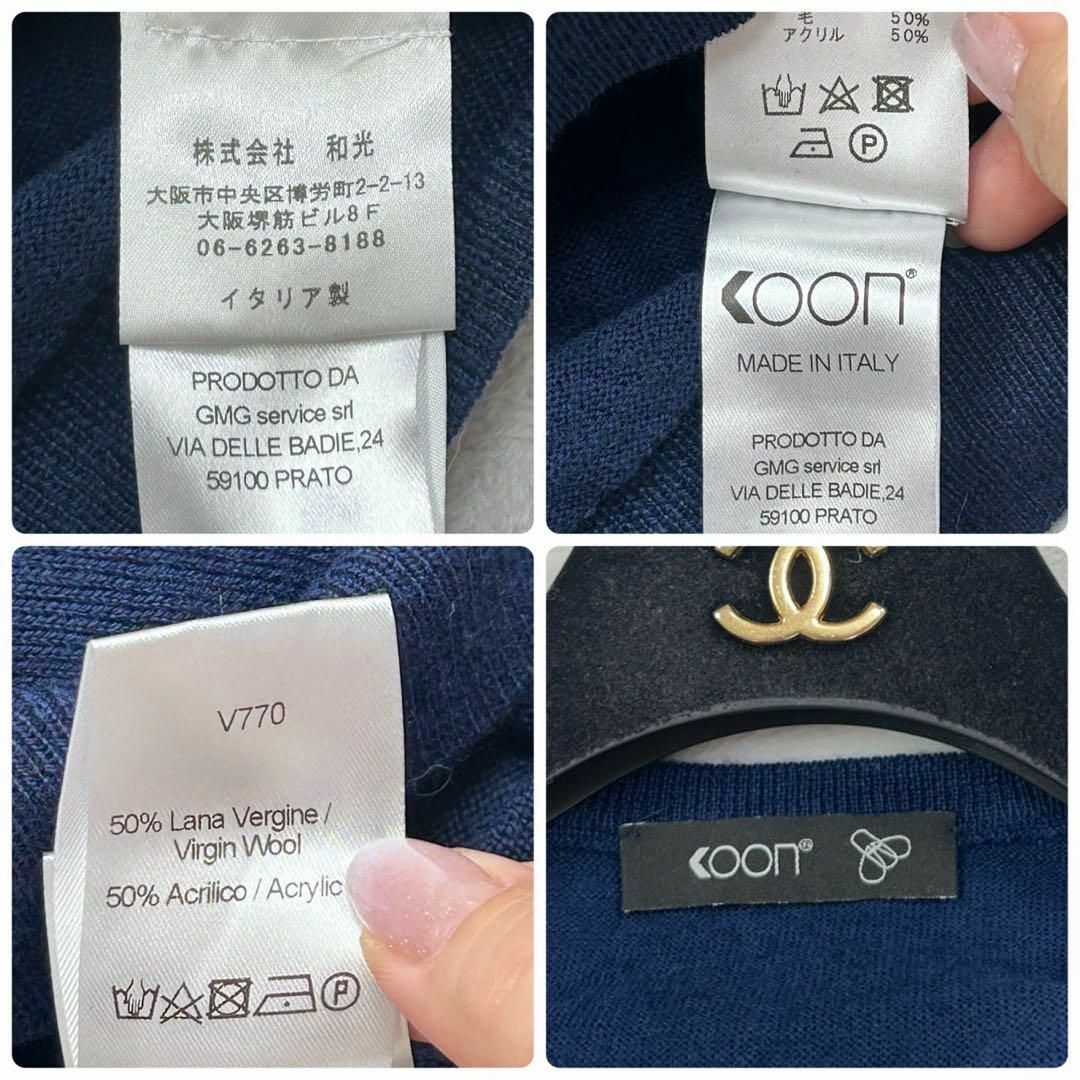 株式会社 和光
大阪市中央区博労町2-2-13
大阪堺筋ビル8F
06-6263-8188
イタリア製
PRODOTTO DA
GMG service srl
VIA DELLE BADIE,24
59100 PRATO
毛 50%
アクリル 50%
P
KOON®
MADE IN ITALY
PRODOTTO DA
GMG service srl
VIA DELLE BADIE,24
59100 PRATO
V770
50% Lana Vergine /
Virgin Wool
50% Acrilico / Acrylic
P
KOON®